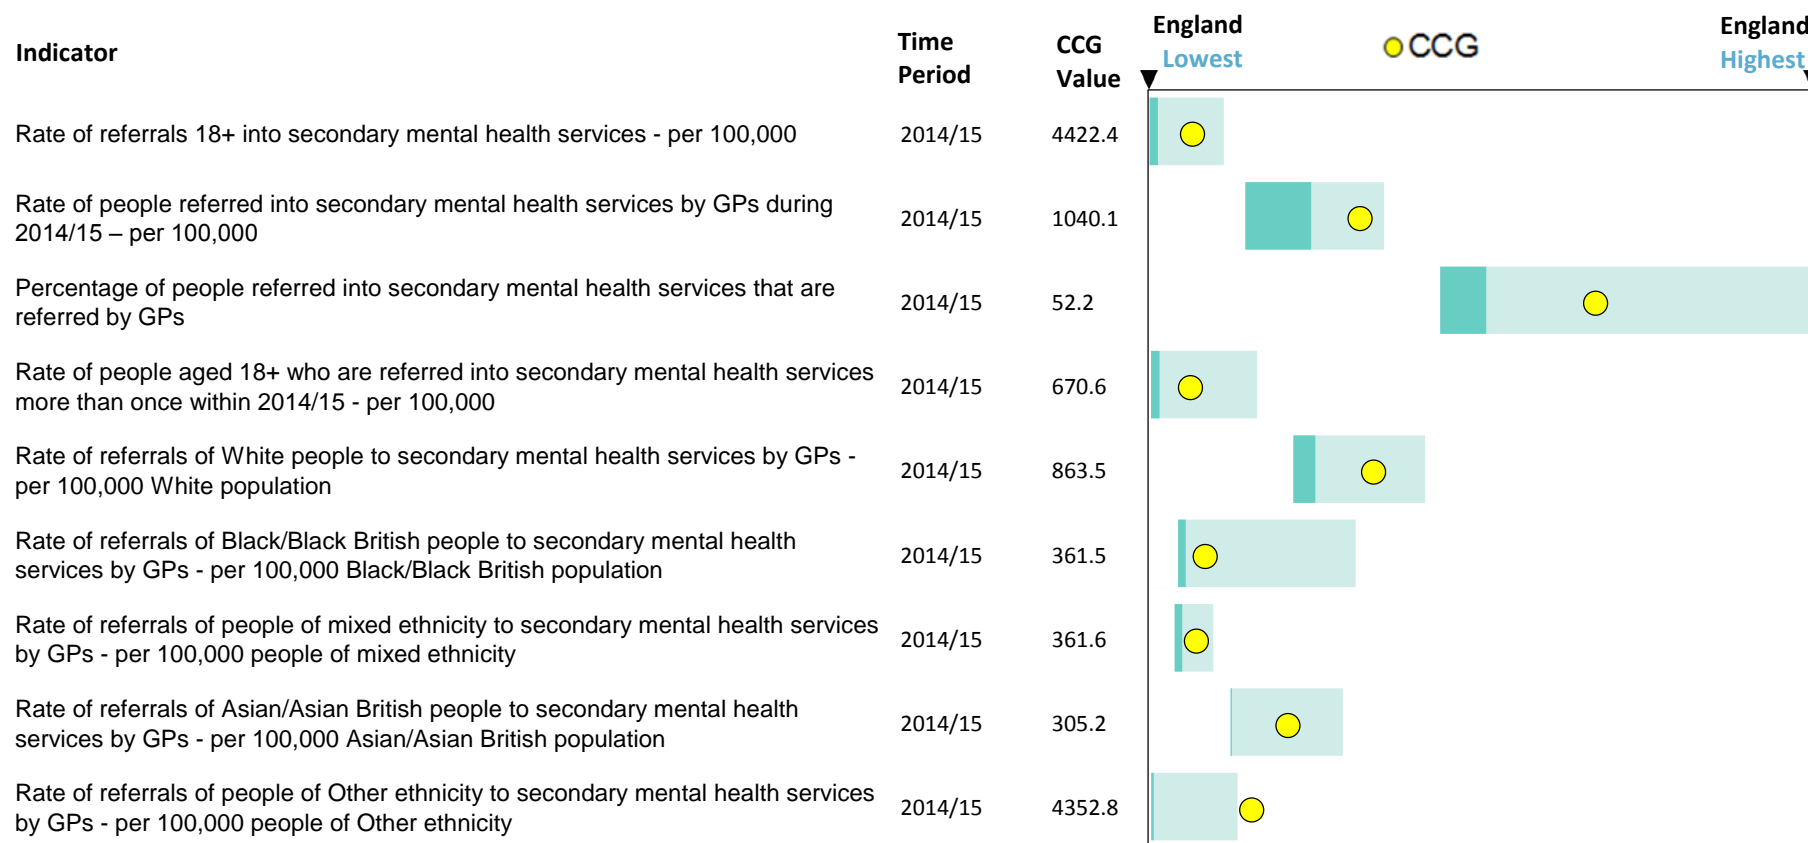 Indicator
Time
Period
CCG
Value
England
Lowest
CCG
England
Highest
Rate of referrals 18+ into secondary mental health services - per 100,000
2014/15
4422.4
Rate of people referred into secondary mental health services by GPs during
2014/15 – per 100,000
2014/15
1040.1
Percentage of people referred into secondary mental health services that are
referred by GPs
2014/15
52.2
Rate of people aged 18+ who are referred into secondary mental health services
more than once within 2014/15 - per 100,000
2014/15
670.6
Rate of referrals of White people to secondary mental health services by GPs -
per 100,000 White population
2014/15
863.5
Rate of referrals of Black/Black British people to secondary mental health
services by GPs - per 100,000 Black/Black British population
2014/15
361.5
Rate of referrals of people of mixed ethnicity to secondary mental health services
by GPs - per 100,000 people of mixed ethnicity
2014/15
361.6
Rate of referrals of Asian/Asian British people to secondary mental health
services by GPs - per 100,000 Asian/Asian British population
2014/15
305.2
Rate of referrals of people of Other ethnicity to secondary mental health services
by GPs - per 100,000 people of Other ethnicity
2014/15
4352.8